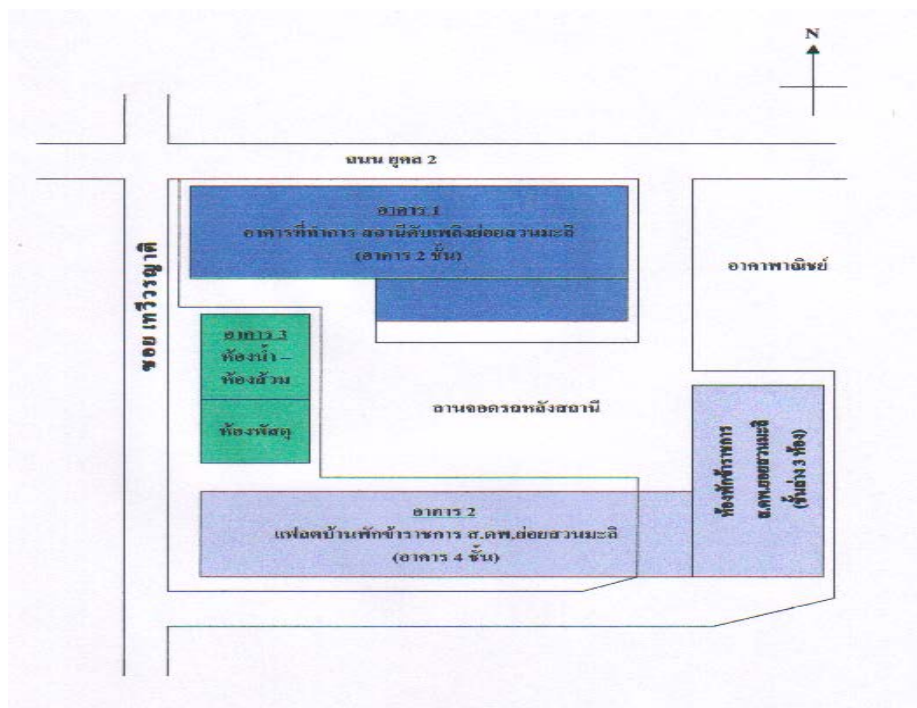 N
ถนน ยุคล 2
อาคาร 1
อาคารที่ทำการ สถานีดับเพลิงย่อยสวนมะลิ
(อาคาร 2 ชั้น)
อาคาพาณิชย์
ซอย เทวีวรญาติ
อาคาร 3
ห้องน้ำ –
ห้องส้วม
ห้องพัสดุ
ลานจอดรถหลังสถานี
ห้องพักข้าราชการ
ส.ดพ.ย่อยสวนมะลิ
(ชั้นล่าง 3 ห้อง)
อาคาร 2
แฟลตบ้านพักข้าราชการ ส.ดพ.ย่อยสวนมะลิ
(อาคาร 4 ชั้น)